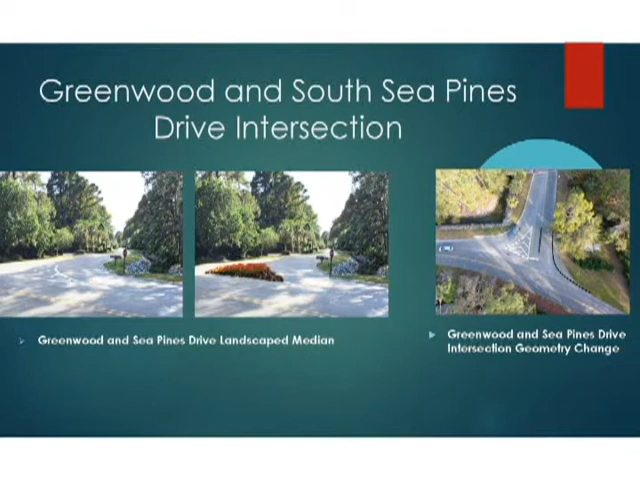 Greenwood and South Sea Pines
Drive Intersection
Greenwood and Sea Pines Drive Landscaped Median
Greenwood and Sea Pines Drive
Intersection Geometry Change